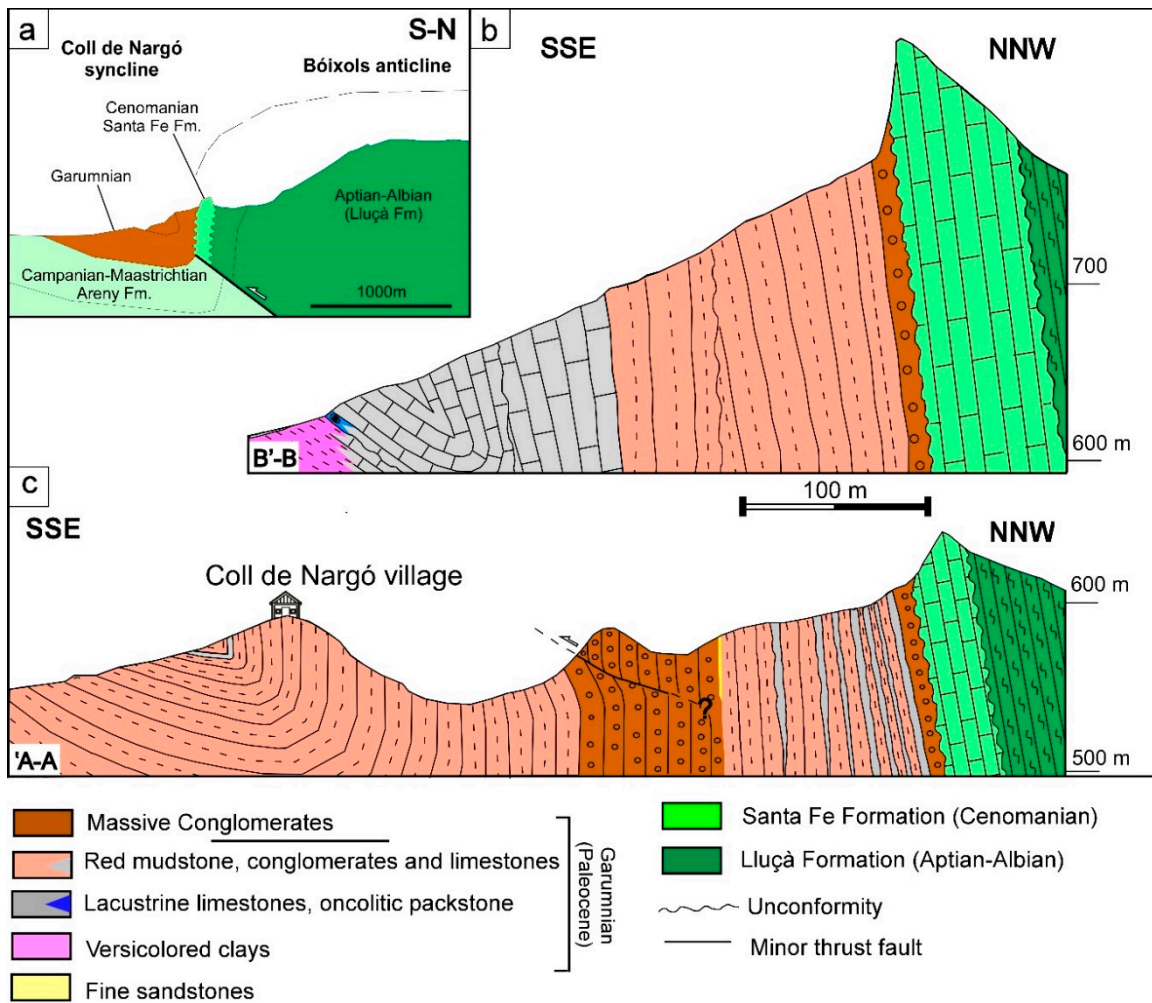 a
S-N
Coll de Nargó
syncline
Bóixols anticline
Cenomanian
Santa Fe Fm.
Garumnian
Aptian-Albian
(Lluçà Fm)
Campanian-Maastrichtian
Areny Fm.
1000m
b
SSE
NNW
700
600 m
B'-B
100 m
c
SSE
NNW
Coll de Nargó village
600 m
?
500 m
'A-A
Massive Conglomerates
Red mudstone, conglomerates and limestones
Lacustrine limestones, oncolitic packstone
Versicolored clays
Fine sandstones
Garumnian
(Paleocene)
Santa Fe Formation (Cenomanian)
Lluçà Formation (Aptian-Albian)
Unconformity
Minor thrust fault